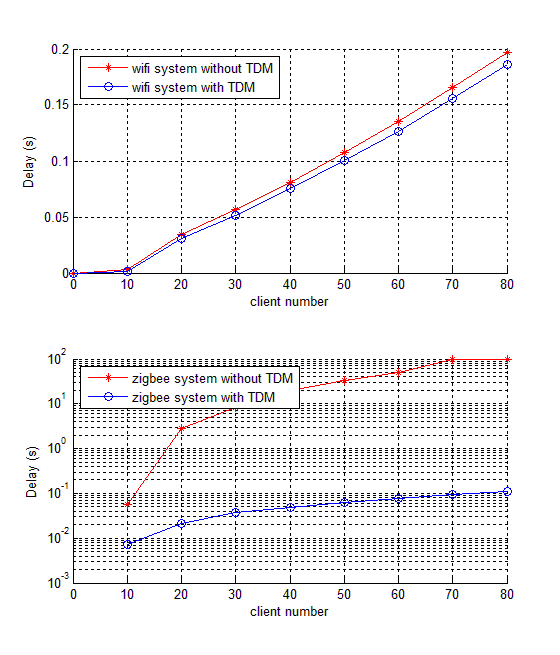 0.2
0.15
0.1
0.05
0
Delay (s)
wifi system without TDM
wifi system with TDM
0 10 20 30 40 50 60 70 80
client number
10^2
10^1
10^0
10^-1
10^-2
10^-3
Delay (s)
zigbee system without TDM
zigbee system with TDM
0 10 20 30 40 50 60 70 80
client number